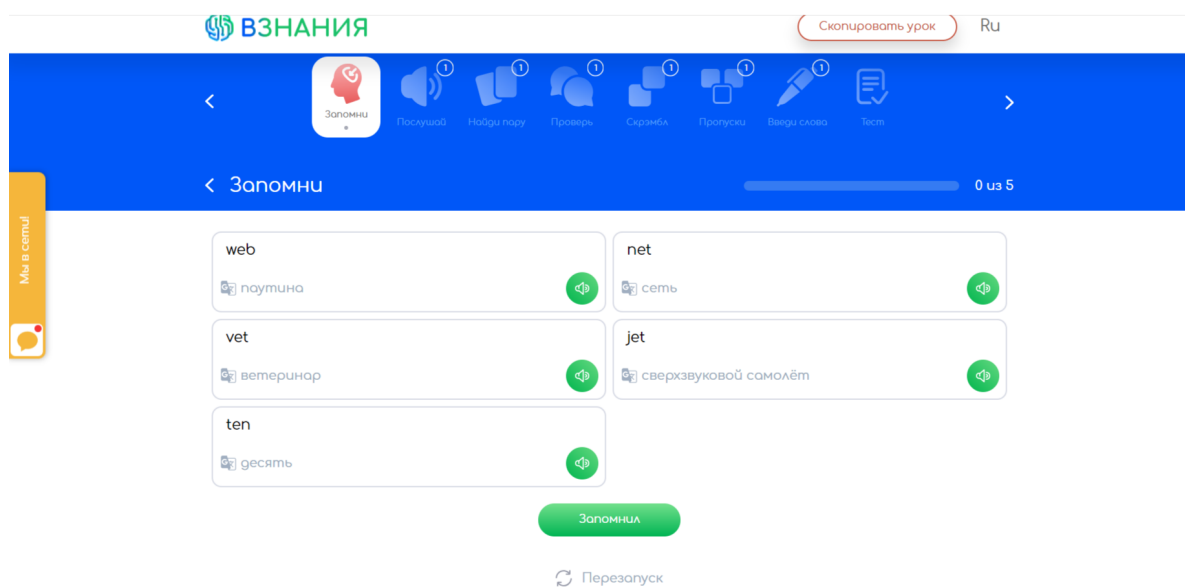 ВЗНАНИЯ
Скопировать урок
Ru
1 1 1 1 1 1
Запомни Послушай Найди пару Проверь Скрэмбл Пропуски Введи слова Тест
Запомни
0 из 5
Мы в сети!
web
паутина
net
сеть
vet
ветеринар
jet
сверхзвуковой самолёт
ten
десять
Запомнил
Перезапуск